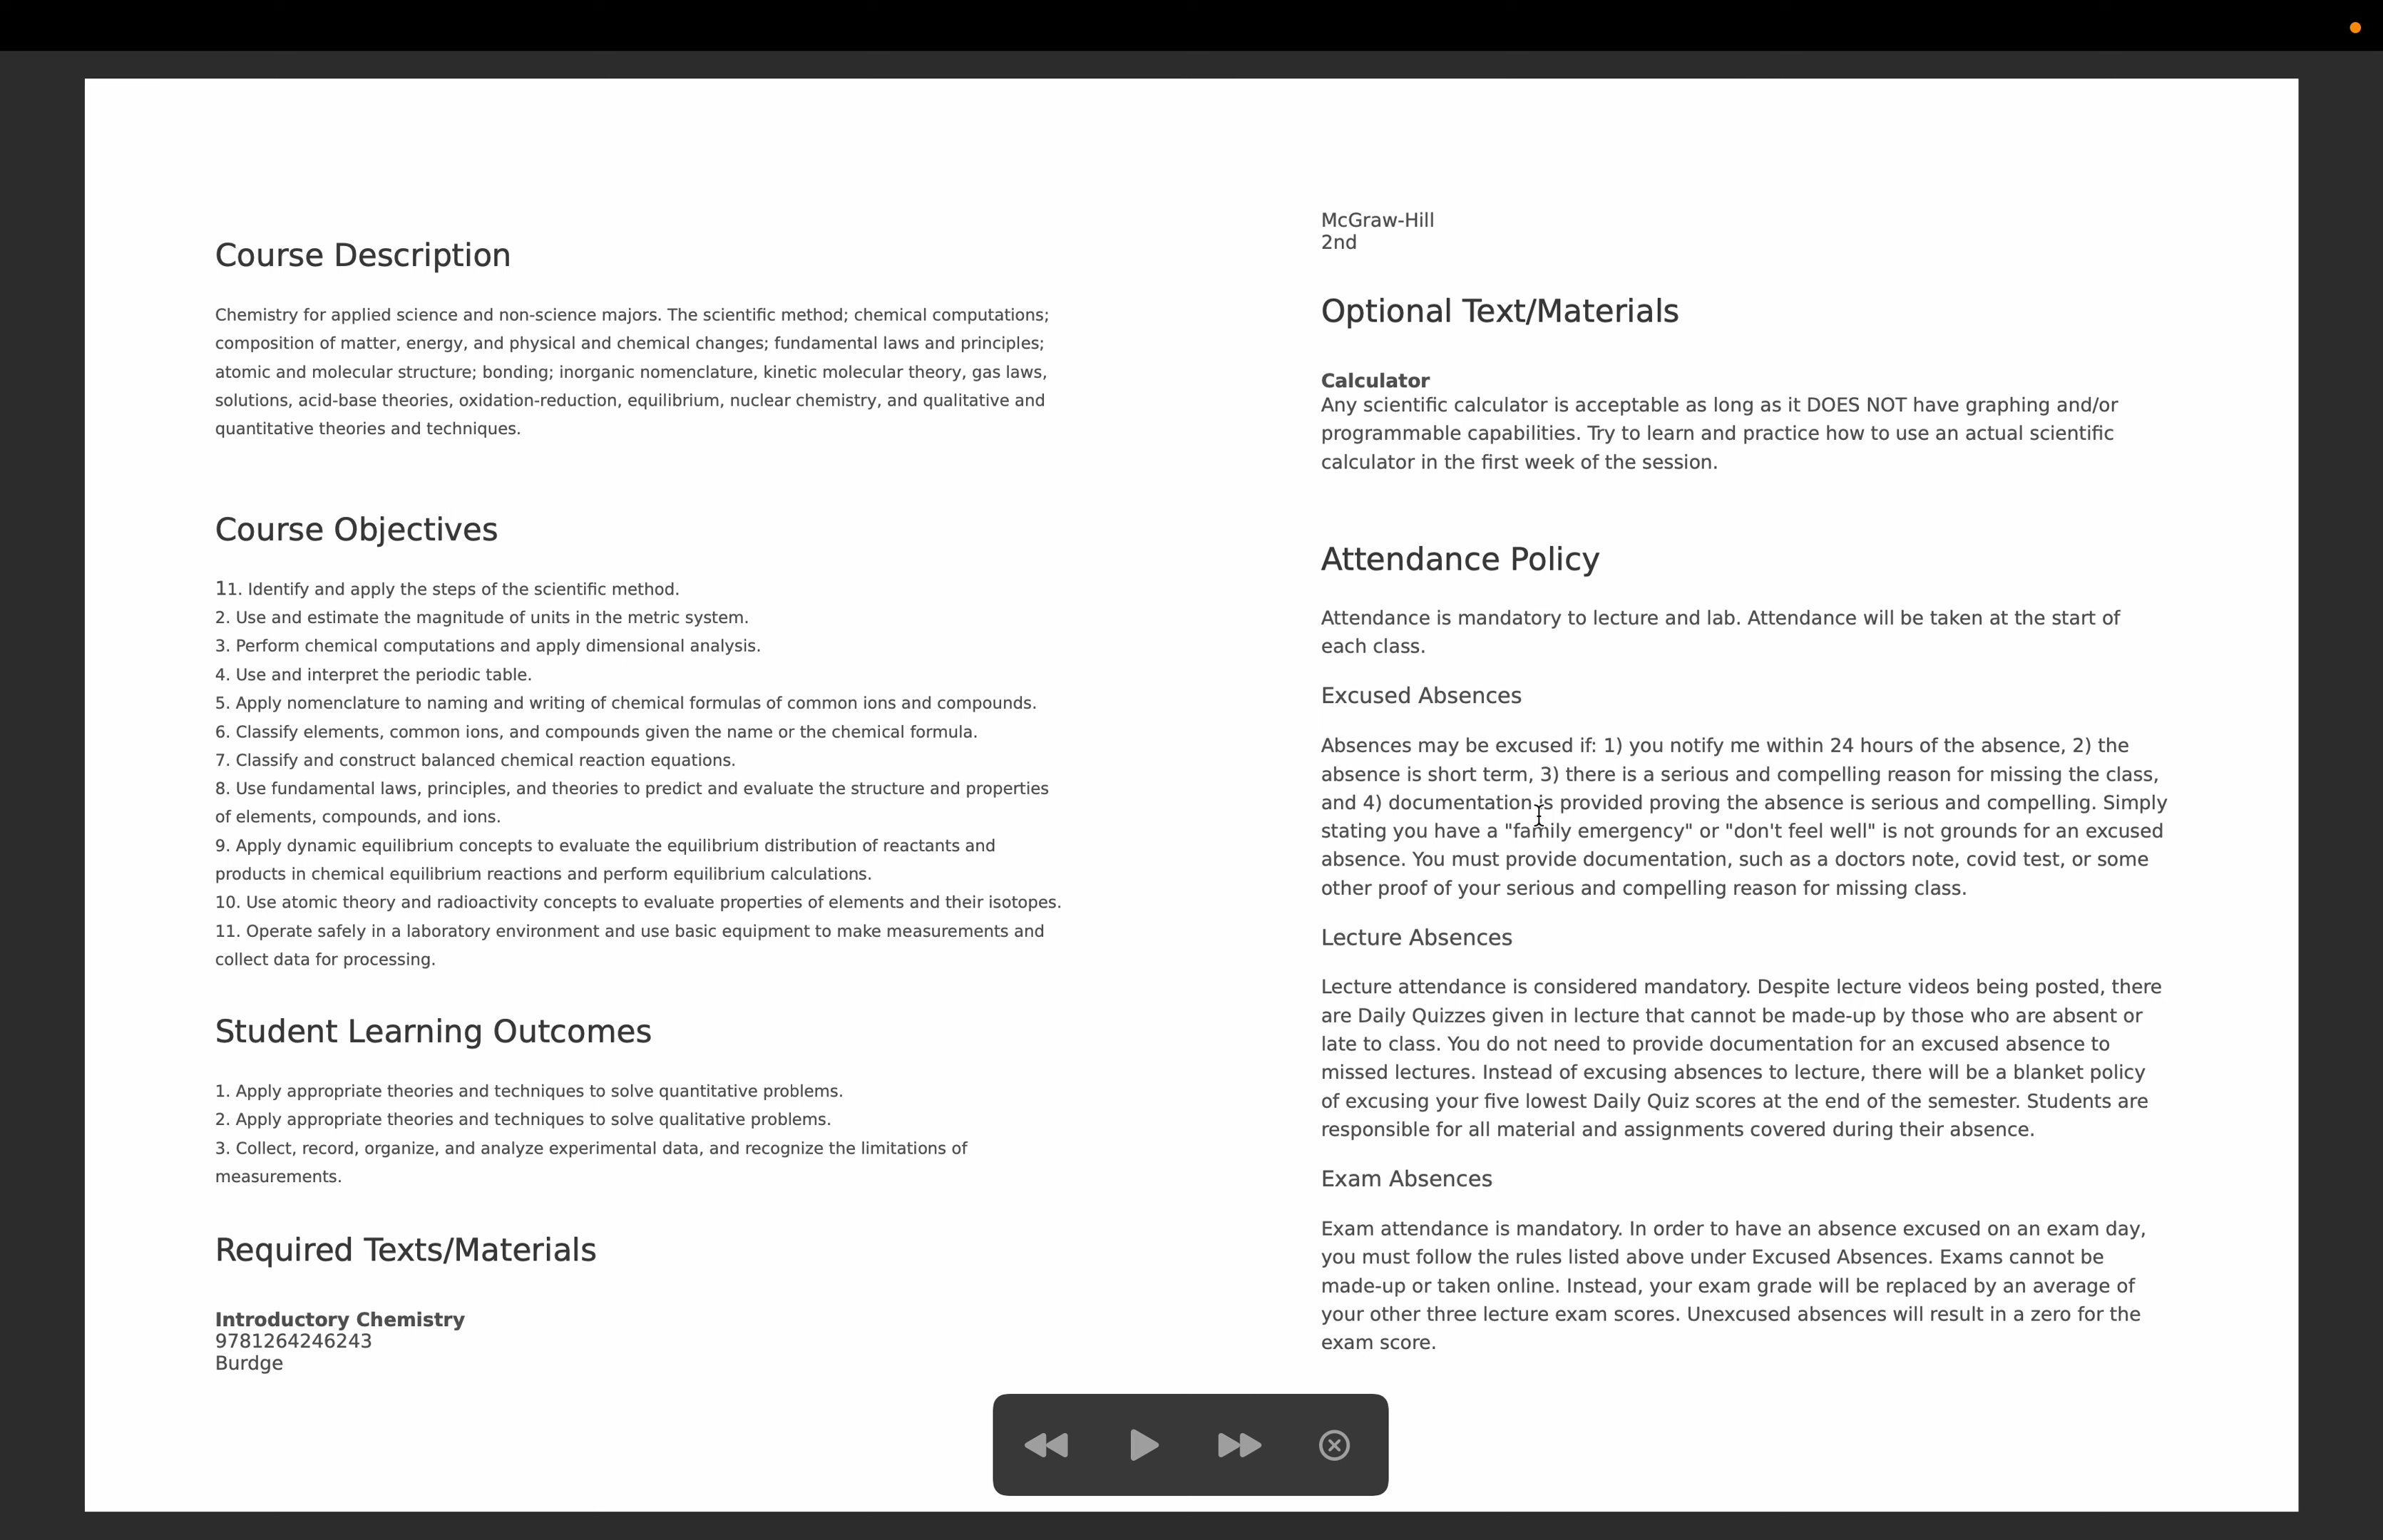 Course Description
Chemistry for applied science and non-science majors. The scientific method; chemical computations;
composition of matter, energy, and physical and chemical changes; fundamental laws and principles;
atomic and molecular structure; bonding; inorganic nomenclature, kinetic molecular theory, gas laws,
solutions, acid-base theories, oxidation-reduction, equilibrium, nuclear chemistry, and qualitative and
quantitative theories and techniques.
Course Objectives
11. Identify and apply the steps of the scientific method.
2. Use and estimate the magnitude of units in the metric system.
3. Perform chemical computations and apply dimensional analysis.
4. Use and interpret the periodic table.
5. Apply nomenclature to naming and writing of chemical formulas of common ions and compounds.
6. Classify elements, common ions, and compounds given the name or the chemical formula.
7. Classify and construct balanced chemical reaction equations.
8. Use fundamental laws, principles, and theories to predict and evaluate the structure and properties
of elements, compounds, and ions.
9. Apply dynamic equilibrium concepts to evaluate the equilibrium distribution of reactants and
products in chemical equilibrium reactions and perform equilibrium calculations.
10. Use atomic theory and radioactivity concepts to evaluate properties of elements and their isotopes.
11. Operate safely in a laboratory environment and use basic equipment to make measurements and
collect data for processing.
Student Learning Outcomes
1. Apply appropriate theories and techniques to solve quantitative problems.
2. Apply appropriate theories and techniques to solve qualitative problems.
3. Collect, record, organize, and analyze experimental data, and recognize the limitations of
measurements.
Required Texts/Materials
Introductory Chemistry
9781264246243
Burdge
McGraw-Hill
2nd
Optional Text/Materials
Calculator
Any scientific calculator is acceptable as long as it DOES NOT have graphing and/or
programmable capabilities. Try to learn and practice how to use an actual scientific
calculator in the first week of the session.
Attendance Policy
Attendance is mandatory to lecture and lab. Attendance will be taken at the start of
each class.
Excused Absences
Absences may be excused if: 1) you notify me within 24 hours of the absence, 2) the
absence is short term, 3) there is a serious and compelling reason for missing the class,
and 4) documentation is provided proving the absence is serious and compelling. Simply
stating you have a "family emergency" or "don't feel well" is not grounds for an excused
absence. You must provide documentation, such as a doctors note, covid test, or some
other proof of your serious and compelling reason for missing class.
Lecture Absences
Lecture attendance is considered mandatory. Despite lecture videos being posted, there
are Daily Quizzes given in lecture that cannot be made-up by those who are absent or
late to class. You do not need to provide documentation for an excused absence to
missed lectures. Instead of excusing absences to lecture, there will be a blanket policy
of excusing your five lowest Daily Quiz scores at the end of the semester. Students are
responsible for all material and assignments covered during their absence.
Exam Absences
Exam attendance is mandatory. In order to have an absence excused on an exam day,
you must follow the rules listed above under Excused Absences. Exams cannot be
made-up or taken online. Instead, your exam grade will be replaced by an average of
your other three lecture exam scores. Unexcused absences will result in a zero for the
exam score.